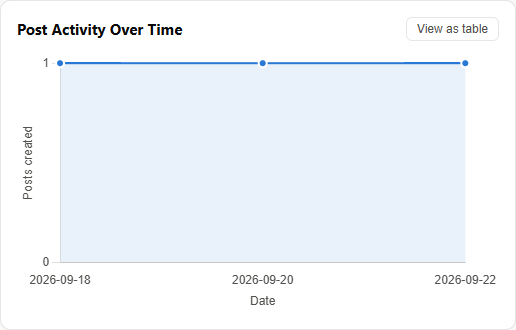 Post Activity Over Time
View as table
1
Posts created
0
2026-09-18
2026-09-20
2026-09-22
Date